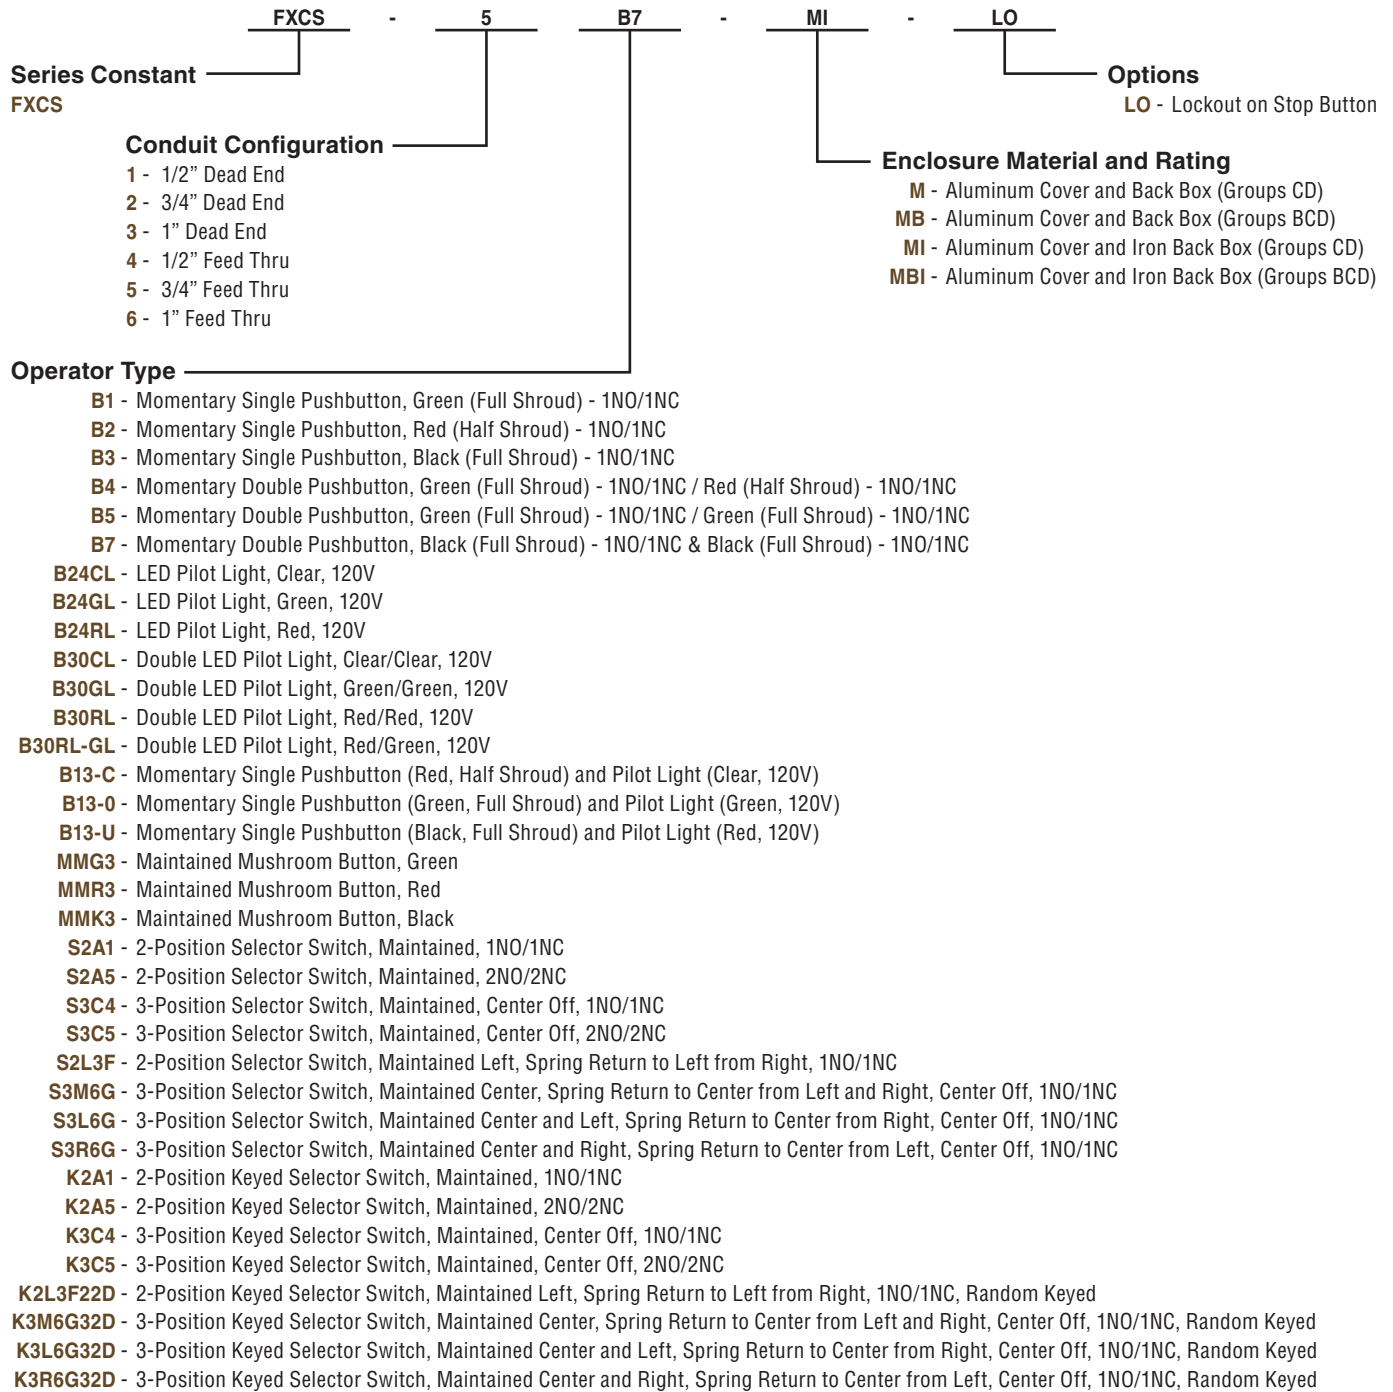 FXCS - 5 B7 - MI - LO
Series Constant
FXCS
Options
LO - Lockout on Stop Button
Conduit Configuration
1 - 1/2” Dead End
2 - 3/4” Dead End
3 - 1” Dead End
4 - 1/2” Feed Thru
5 - 3/4” Feed Thru
6 - 1” Feed Thru
Enclosure Material and Rating
M - Aluminum Cover and Back Box (Groups CD)
MB - Aluminum Cover and Back Box (Groups BCD)
MI - Aluminum Cover and Iron Back Box (Groups CD)
MBI - Aluminum Cover and Iron Back Box (Groups BCD)
Operator Type
B1 - Momentary Single Pushbutton, Green (Full Shroud) - 1NO/1NC
B2 - Momentary Single Pushbutton, Red (Half Shroud) - 1NO/1NC
B3 - Momentary Single Pushbutton, Black (Full Shroud) - 1NO/1NC
B4 - Momentary Double Pushbutton, Green (Full Shroud) - 1NO/1NC / Red (Half Shroud) - 1NO/1NC
B5 - Momentary Double Pushbutton, Green (Full Shroud) - 1NO/1NC / Green (Full Shroud) - 1NO/1NC
B7 - Momentary Double Pushbutton, Black (Full Shroud) - 1NO/1NC & Black (Full Shroud) - 1NO/1NC
B24CL - LED Pilot Light, Clear, 120V
B24GL - LED Pilot Light, Green, 120V
B24RL - LED Pilot Light, Red, 120V
B30CL - Double LED Pilot Light, Clear/Clear, 120V
B30GL - Double LED Pilot Light, Green/Green, 120V
B30RL - Double LED Pilot Light, Red/Red, 120V
B30RL-GL - Double LED Pilot Light, Red/Green, 120V
B13-C - Momentary Single Pushbutton (Red, Half Shroud) and Pilot Light (Clear, 120V)
B13-0 - Momentary Single Pushbutton (Green, Full Shroud) and Pilot Light (Green, 120V)
B13-U - Momentary Single Pushbutton (Black, Full Shroud) and Pilot Light (Red, 120V)
MMG3 - Maintained Mushroom Button, Green
MMR3 - Maintained Mushroom Button, Red
MMK3 - Maintained Mushroom Button, Black
S2A1 - 2-Position Selector Switch, Maintained, 1NO/1NC
S2A5 - 2-Position Selector Switch, Maintained, 2NO/2NC
S3C4 - 3-Position Selector Switch, Maintained, Center Off, 1NO/1NC
S3C5 - 3-Position Selector Switch, Maintained, Center Off, 2NO/2NC
S2L3F - 2-Position Selector Switch, Maintained Left, Spring Return to Left from Right, 1NO/1NC
S3M6G - 3-Position Selector Switch, Maintained Center, Spring Return to Center from Left and Right, Center Off, 1NO/1NC
S3L6G - 3-Position Selector Switch, Maintained Center and Left, Spring Return to Center from Right, Center Off, 1NO/1NC
S3R6G - 3-Position Selector Switch, Maintained Center and Right, Spring Return to Center from Left, Center Off, 1NO/1NC
K2A1 - 2-Position Keyed Selector Switch, Maintained, 1NO/1NC
K2A5 - 2-Position Keyed Selector Switch, Maintained, 2NO/2NC
K3C4 - 3-Position Keyed Selector Switch, Maintained, Center Off, 1NO/1NC
K3C5 - 3-Position Keyed Selector Switch, Maintained, Center Off, 2NO/2NC
K2L3F22D - 2-Position Keyed Selector Switch, Maintained Left, Spring Return to Left from Right, 1NO/1NC, Random Keyed
K3M6G32D - 3-Position Keyed Selector Switch, Maintained Center, Spring Return to Center from Left and Right, Center Off, 1NO/1NC, Random Keyed
K3L6G32D - 3-Position Keyed Selector Switch, Maintained Center and Left, Spring Return to Center from Right, Center Off, 1NO/1NC, Random Keyed
K3R6G32D - 3-Position Keyed Selector Switch, Maintained Center and Right, Spring Return to Center from Left, Center Off, 1NO/1NC, Random Keyed